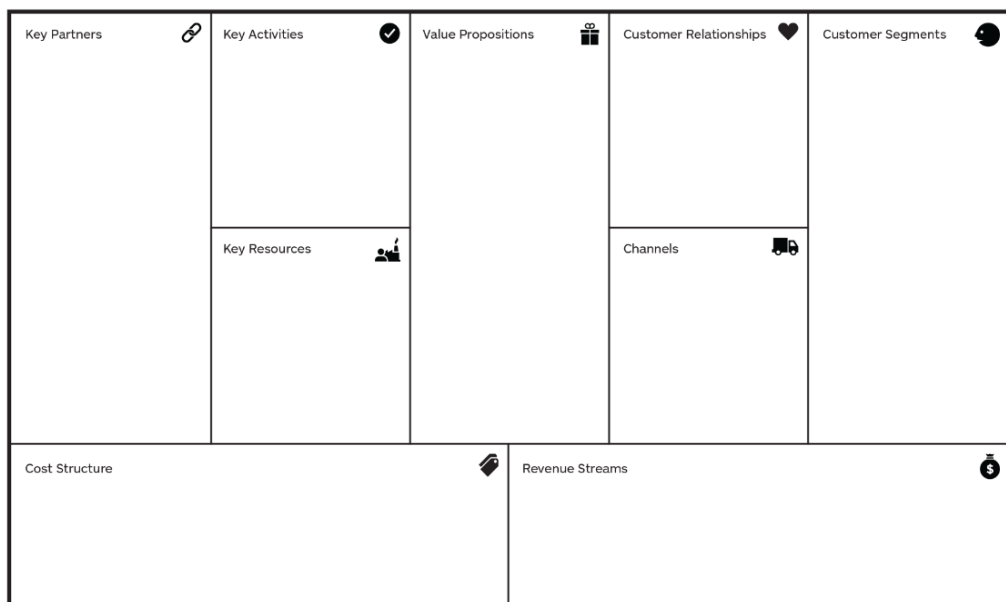 Key Partners
Key Activities
Value Propositions
Customer Relationships
Customer Segments
Key Resources
Channels
Cost Structure
Revenue Streams
$